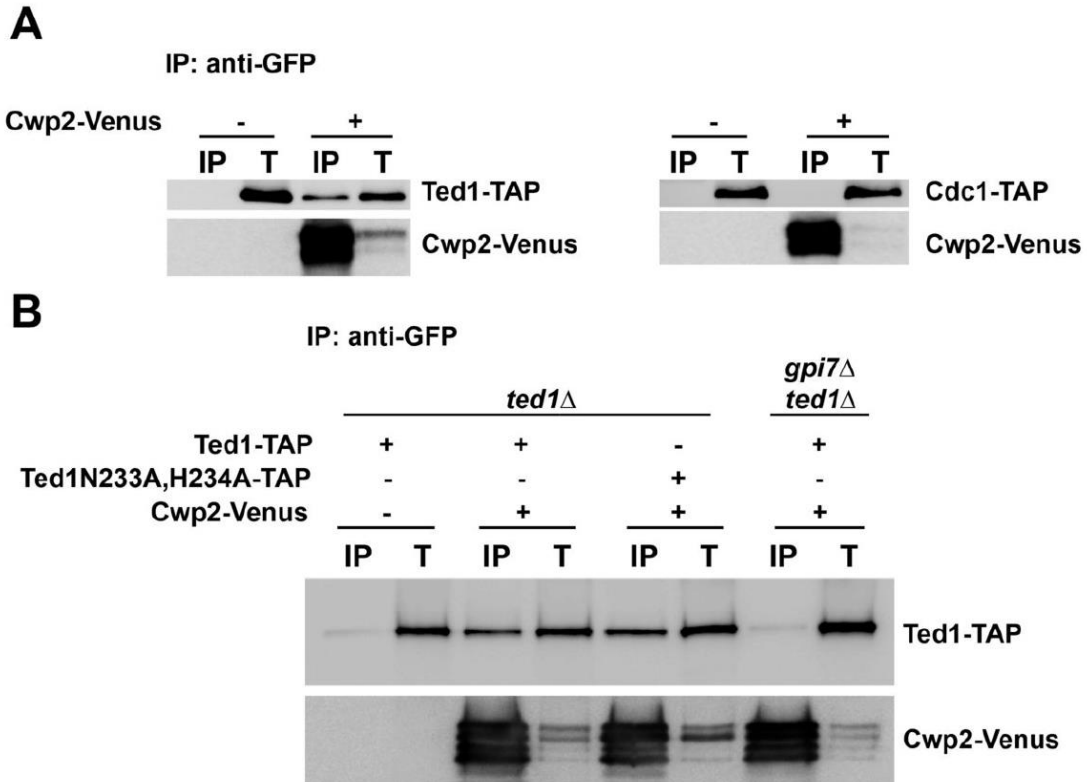 A
IP: anti-GFP
Cwp2-Venus - + - +
IP T IP T IP T IP T
Ted1-TAP Cdc1-TAP
Cwp2-Venus Cwp2-Venus
B
IP: anti-GFP
gpi7Δ
ted1Δ ted1Δ
Ted1-TAP + + - +
Ted1N233A,H234A-TAP - - + -
Cwp2-Venus - + + +
IP T IP T IP T IP T
Ted1-TAP
Cwp2-Venus